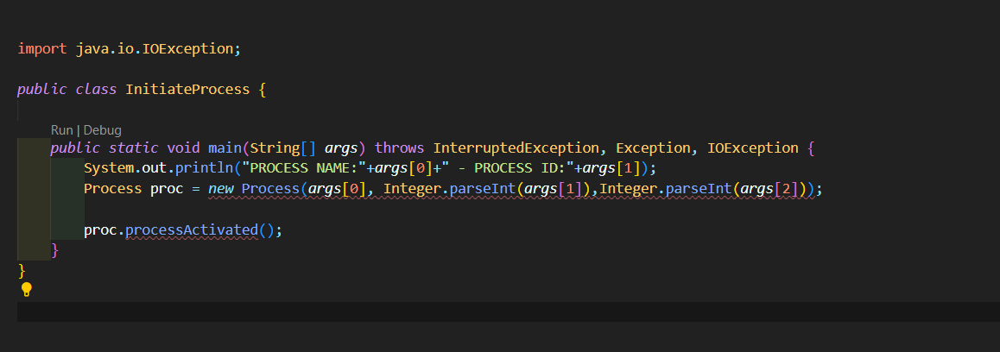 import java.io.IOException;
public class InitiateProcess {
Run | Debug
public static void main(String[] args) throws InterruptedException, Exception, IOException {
System.out.println("PROCESS NAME:"+args[0]+" - PROCESS ID:"+args[1]);
Process proc = new Process(args[0], Integer.parseInt(args[1]),Integer.parseInt(args[2]));
proc.processActivated();
}
}